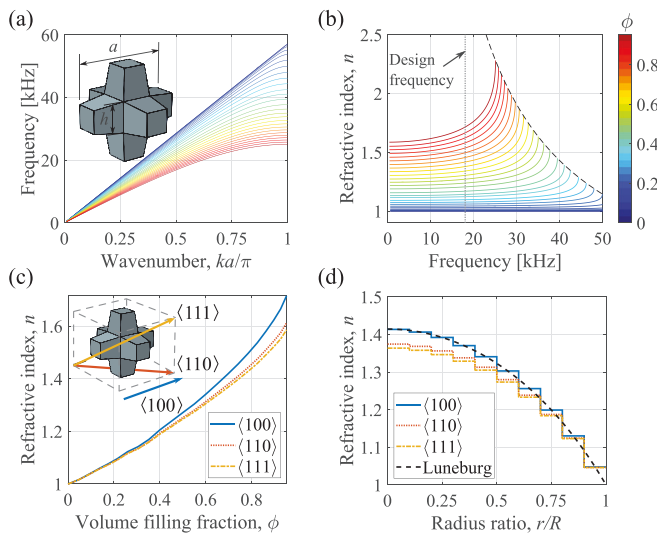 (a)
60
40
20
0
Frequency [kHz]
a
h
0
0.25
0.5
0.75
1
Wavenumber, ka/π
(b)
2.5
2
1.5
1
Refractive index, n
Design
frequency
0
10
20
30
40
50
Frequency [kHz]
ϕ
0.8
0.6
0.4
0.2
0
(c)
1.6
1.4
1.2
1
Refractive index, n
⟨111⟩
⟨110⟩
⟨100⟩
⟨100⟩
⟨110⟩
⟨111⟩
0
0.2
0.4
0.6
0.8
Volume filling fraction, ϕ
(d)
1.5
1.4
1.3
1.2
1.1
1
Refractive index, n
⟨100⟩
⟨110⟩
⟨111⟩
Luneburg
0
0.25
0.5
0.75
1
Radius ratio, r/R